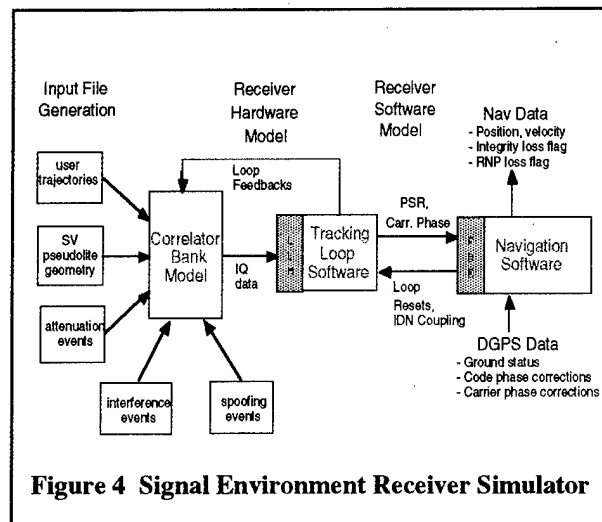 Input File
Generation
Receiver
Hardware
Model
Receiver
Software
Model
Nav Data
- Position, velocity
- Integrity loss flag
- RNP loss flag
user
trajectories
Loop
Feedbacks
PSR,
Carr. Phase
SV
pseudolite
geometry
Correlator
Bank
Model
IQ
data
Tracking
Loop
Software
Navigation
Software
Loop
Resets,
IDN Coupling
attenuation
events
DGPS Data
- Ground status
- Code phase corrections
- Carrier phase corrections
interference
events
spoofing
events
Figure 4 Signal Environment Receiver Simulator